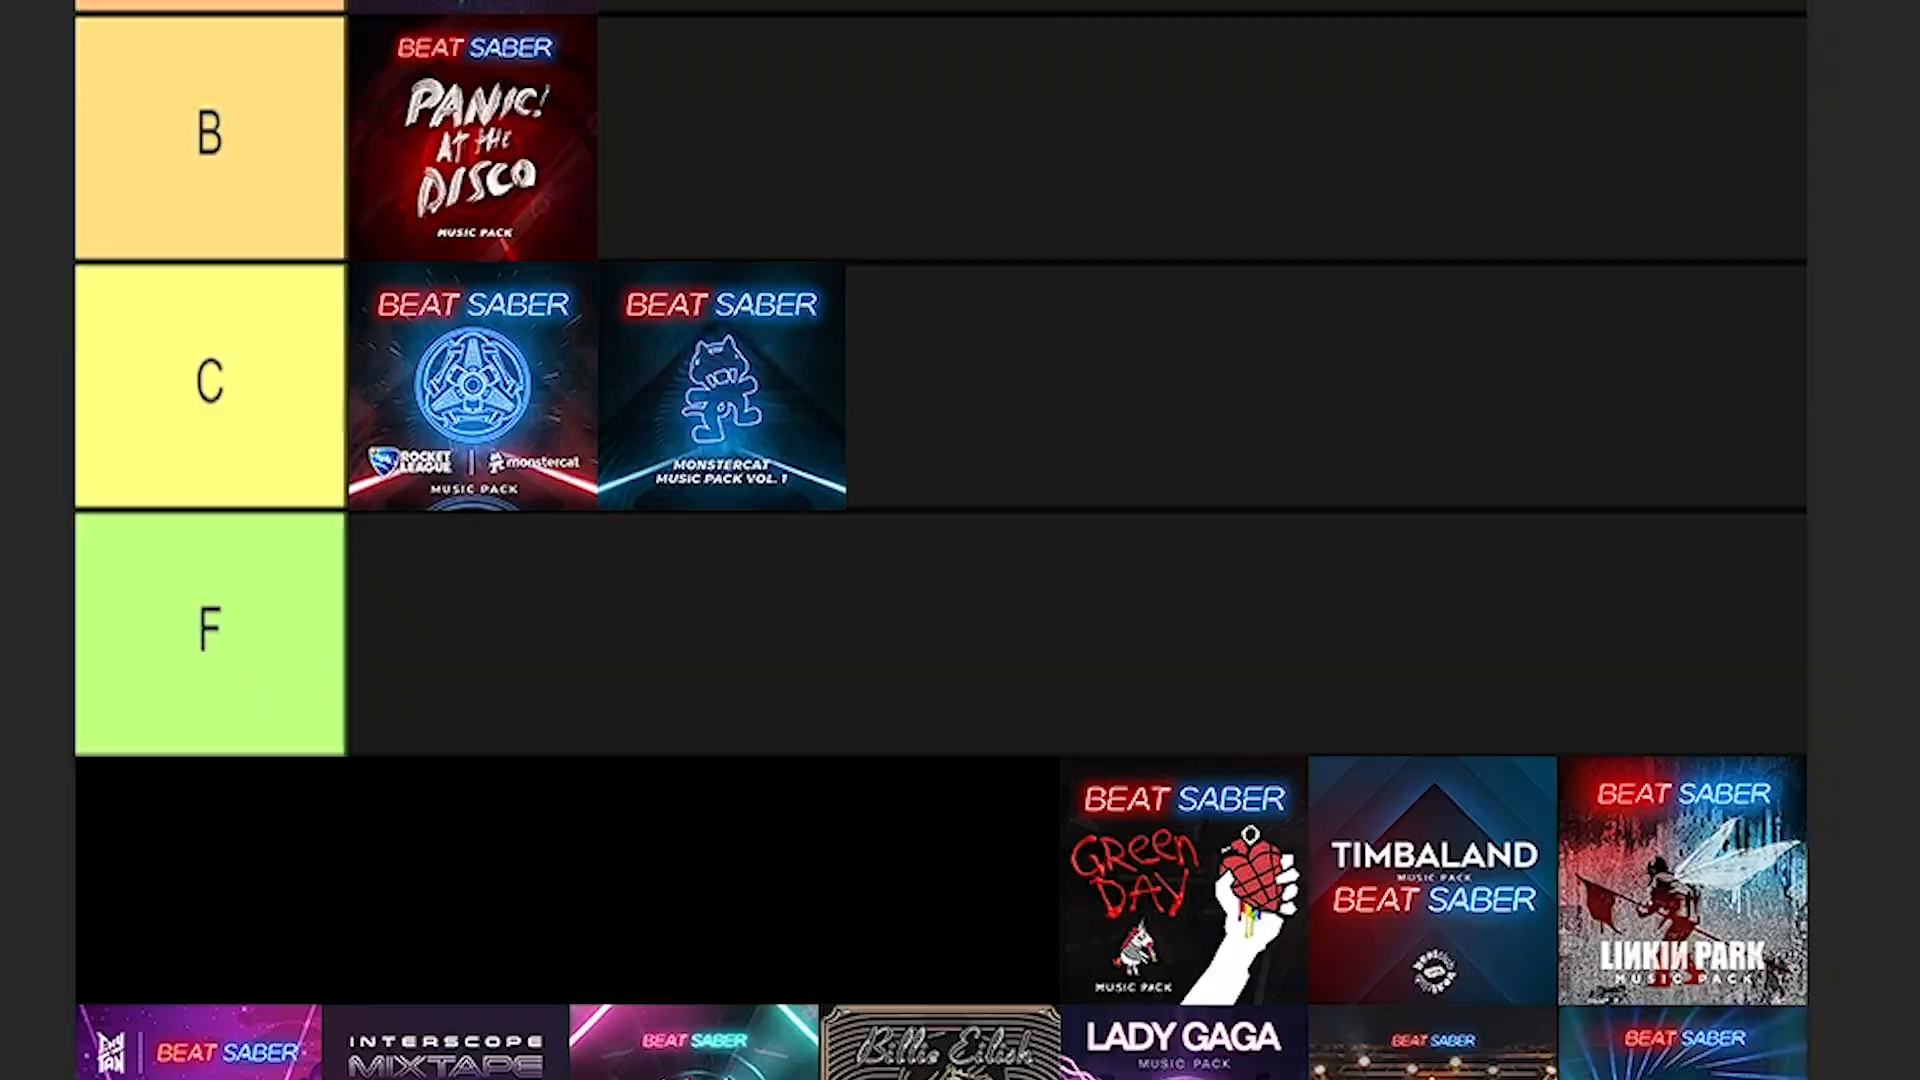 B
BEAT SABER
PANIC!
AT the
DISCO
MUSIC PACK
C
BEAT SABER
ROCKET
LEAGUE
monstercat
MUSIC PACK
BEAT SABER
MONSTERCAT
MUSIC PACK VOL. 1
F
BEAT SABER
GReen
DAY
MUSIC PACK
TIMBALAND
MUSIC PACK
BEAT SABER
BEAT SABER
LIИKIИ PARK
MUSIC PACK
BEAT SABER
INTERSCOPE
MIXTAPE
BEAT SABER
Billie Eilish
LADY GAGA
MUSIC PACK
BEAT SABER
BEAT SABER